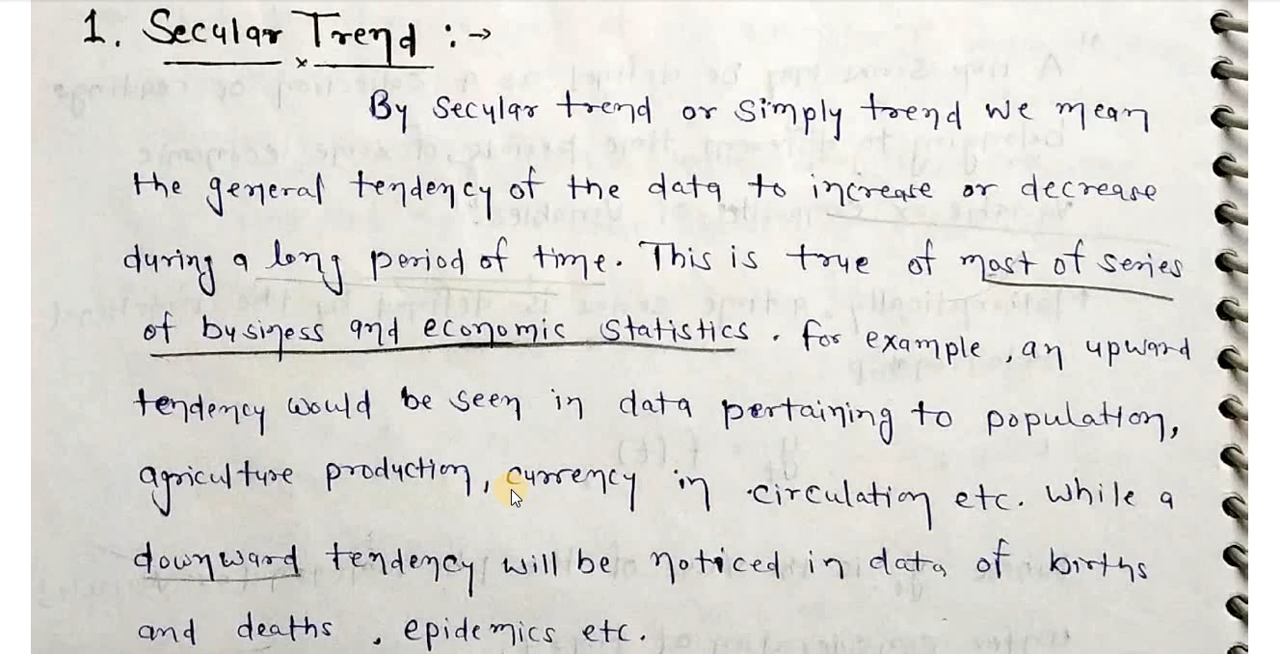 1. Secular Trend :→
By secular trend or simply trend we mean
the general tendency of the data to increase or decrease
during a long period of time. This is true of most of series
of business and economic statistics. for example, an upward
tendency would be seen in data pertaining to population,
agriculture production, currency in circulation etc. while a
downward tendency will be noticed in data of births
and deaths, epidemics etc.